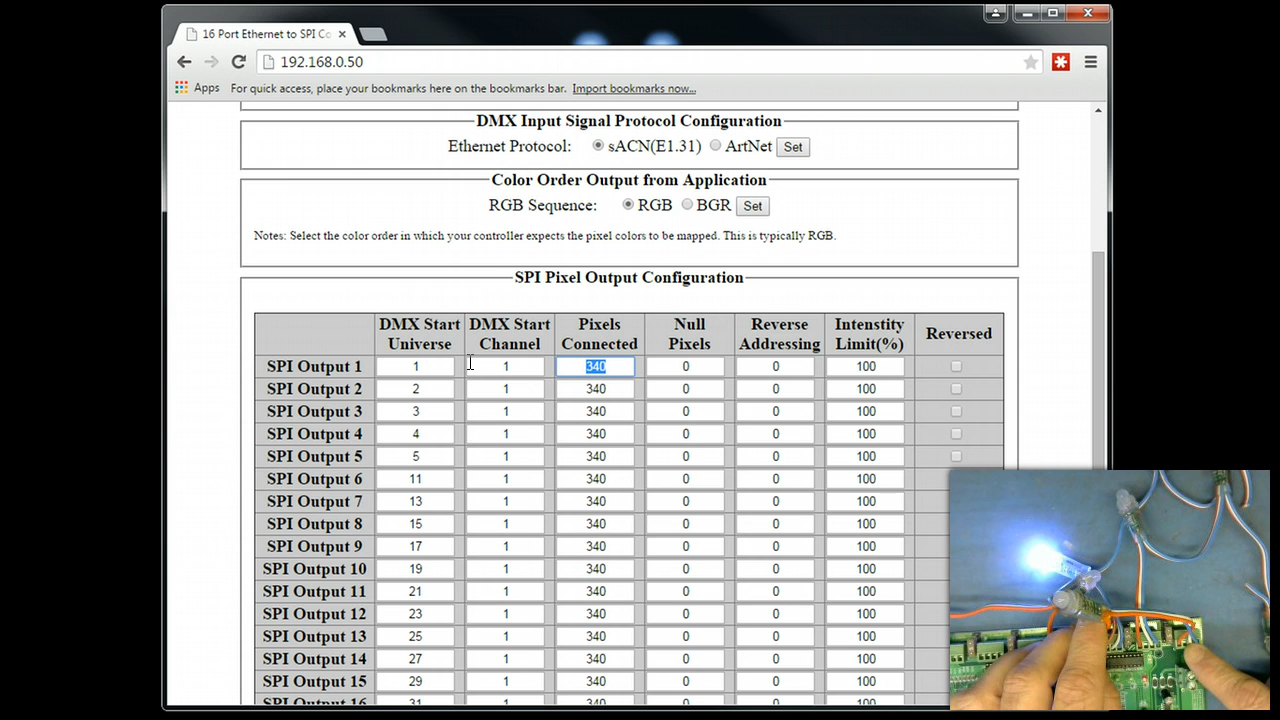 16 Port Ethernet to SPI Co
192.168.0.50
Apps For quick access, place your bookmarks here on the bookmarks bar. Import bookmarks now...
DMX Input Signal Protocol Configuration
Ethernet Protocol: sACN(E1.31) ArtNet Set
Color Order Output from Application
RGB Sequence: RGB BGR Set
Notes: Select the color order in which your controller expects the pixel colors to be mapped. This is typically RGB.
SPI Pixel Output Configuration
DMX Start Universe DMX Start Channel Pixels Connected Null Pixels Reverse Addressing Intenstity Limit(%) Reversed
SPI Output 1 1 1 340 0 0 100
SPI Output 2 2 1 340 0 0 100
SPI Output 3 3 1 340 0 0 100
SPI Output 4 4 1 340 0 0 100
SPI Output 5 5 1 340 0 0 100
SPI Output 6 11 1 340 0 0 100
SPI Output 7 13 1 340 0 0 100
SPI Output 8 15 1 340 0 0 100
SPI Output 9 17 1 340 0 0 100
SPI Output 10 19 1 340 0 0 100
SPI Output 11 21 1 340 0 0 100
SPI Output 12 23 1 340 0 0 100
SPI Output 13 25 1 340 0 0 100
SPI Output 14 27 1 340 0 0 100
SPI Output 15 29 1 340 0 0 100
SPI Output 16 31 1 340 0 0 100